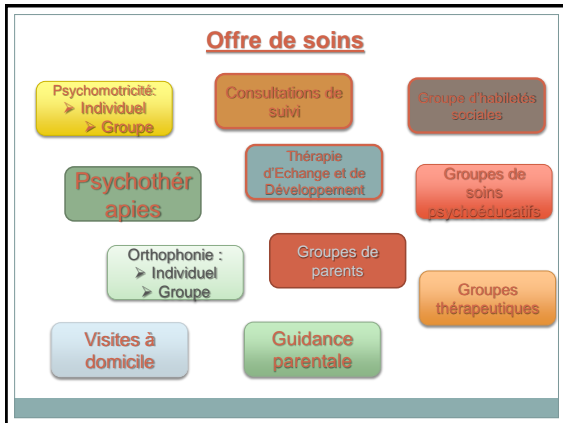 Offre de soins
Psychomotricité:
➢ Individuel
➢ Groupe
Consultations de
suivi
Groupe d'habiletés
sociales
Psychothér
apies
Thérapie
d'Echange et de
Développement
Groupes de
soins
psychoéducatifs
Orthophonie :
➢ Individuel
➢ Groupe
Groupes de
parents
Groupes
thérapeutiques
Visites à
domicile
Guidance
parentale